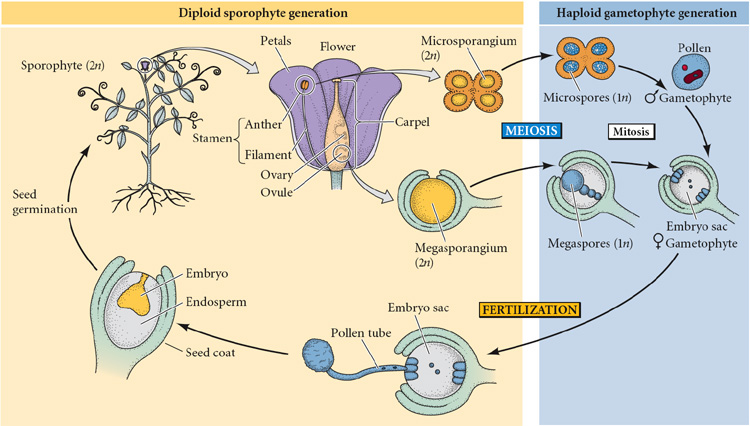 Diploid sporophyte generation
Haploid gametophyte generation
Sporophyte (2n)
Petals
Flower
Microsporangium
(2n)
Anther
Stamen
Filament
Ovary
Ovule
Carpel
Megasporangium
(2n)
MEIOSIS
Mitosis
Microspores (1n)
Pollen
♂ Gametophyte
Megaspores (1n)
Embryo sac
♀ Gametophyte
FERTILIZATION
Embryo sac
Pollen tube
Seed
germination
Embryo
Endosperm
Seed coat